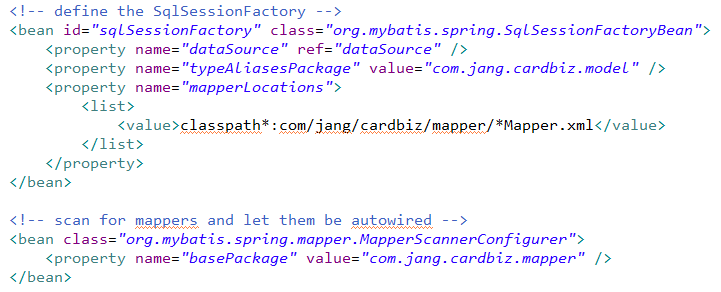 <!-- define the SqlSessionFactory -->
<bean id="sqlSessionFactory" class="org.mybatis.spring.SqlSessionFactoryBean">
    <property name="dataSource" ref="dataSource" />
    <property name="typeAliasesPackage" value="com.jang.cardbiz.model" />
    <property name="mapperLocations">
        <list>
            <value>classpath*:com/jang/cardbiz/mapper/*Mapper.xml</value>
        </list>
    </property>
</bean>

<!-- scan for mappers and let them be autowired -->
<bean class="org.mybatis.spring.mapper.MapperScannerConfigurer">
    <property name="basePackage" value="com.jang.cardbiz.mapper" />
</bean>